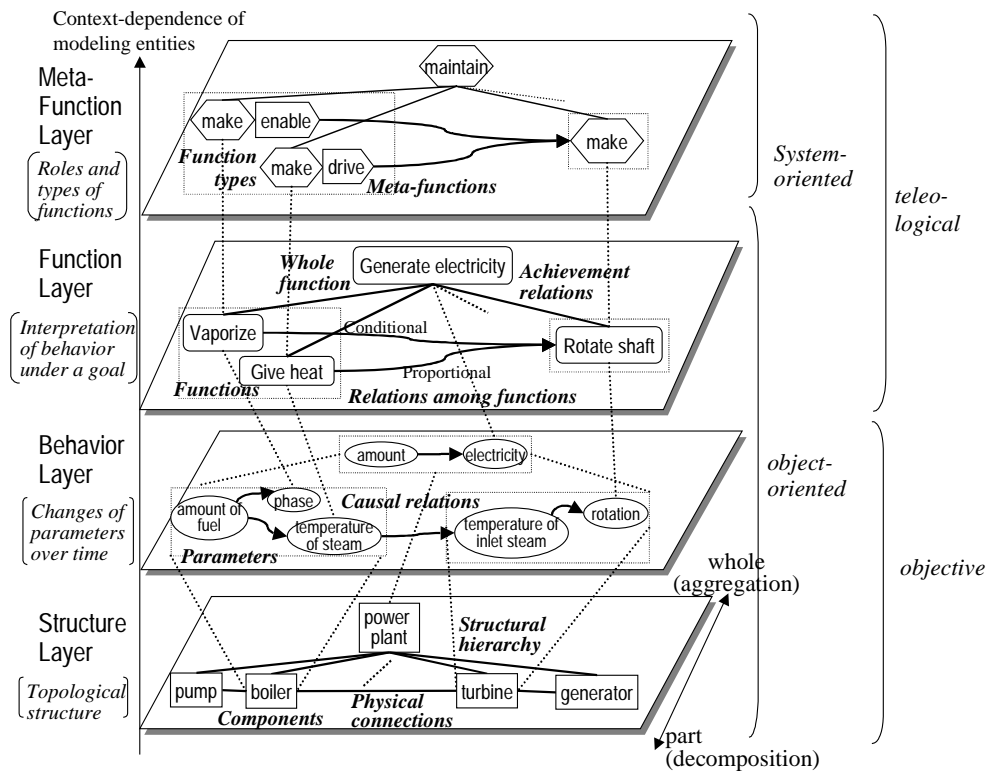 Context-dependence of
modeling entities
Meta-
Function
Layer
Roles and
types of
functions
maintain
make
enable
Function
types
make
drive
Meta-functions
make
System-
oriented
teleo-
logical
Function
Layer
Interpretation
of behavior
under a goal
Whole
function
Generate electricity
Achievement
relations
Vaporize
Conditional
Rotate shaft
Give heat
Proportional
Functions
Relations among functions
Behavior
Layer
Changes of
parameters
over time
amount
electricity
object-
oriented
amount of
fuel
phase
Causal relations
temperature
of steam
temperature of
inlet steam
rotation
Parameters
whole
(aggregation)
objective
Structure
Layer
Topological
structure
power
plant
Structural
hierarchy
pump
boiler
turbine
generator
Components
Physical
connections
part
(decomposition)